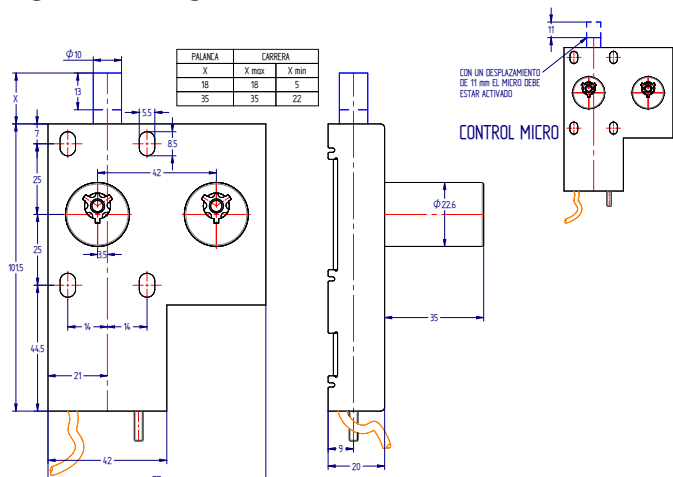 Φ10
PALANCA CARRERA
X X max X min
18 18 5
35 35 22
11
CON UN DESPLAZAMIENTO
DE 11 mm EL MICRO DEBE
ESTAR ACTIVADO
CONTROL MICRO
X
13
7
5.5
8.5
25
42
Φ22.6
3.5
25
101.5
14
14
35
44.5
21
9
42
20